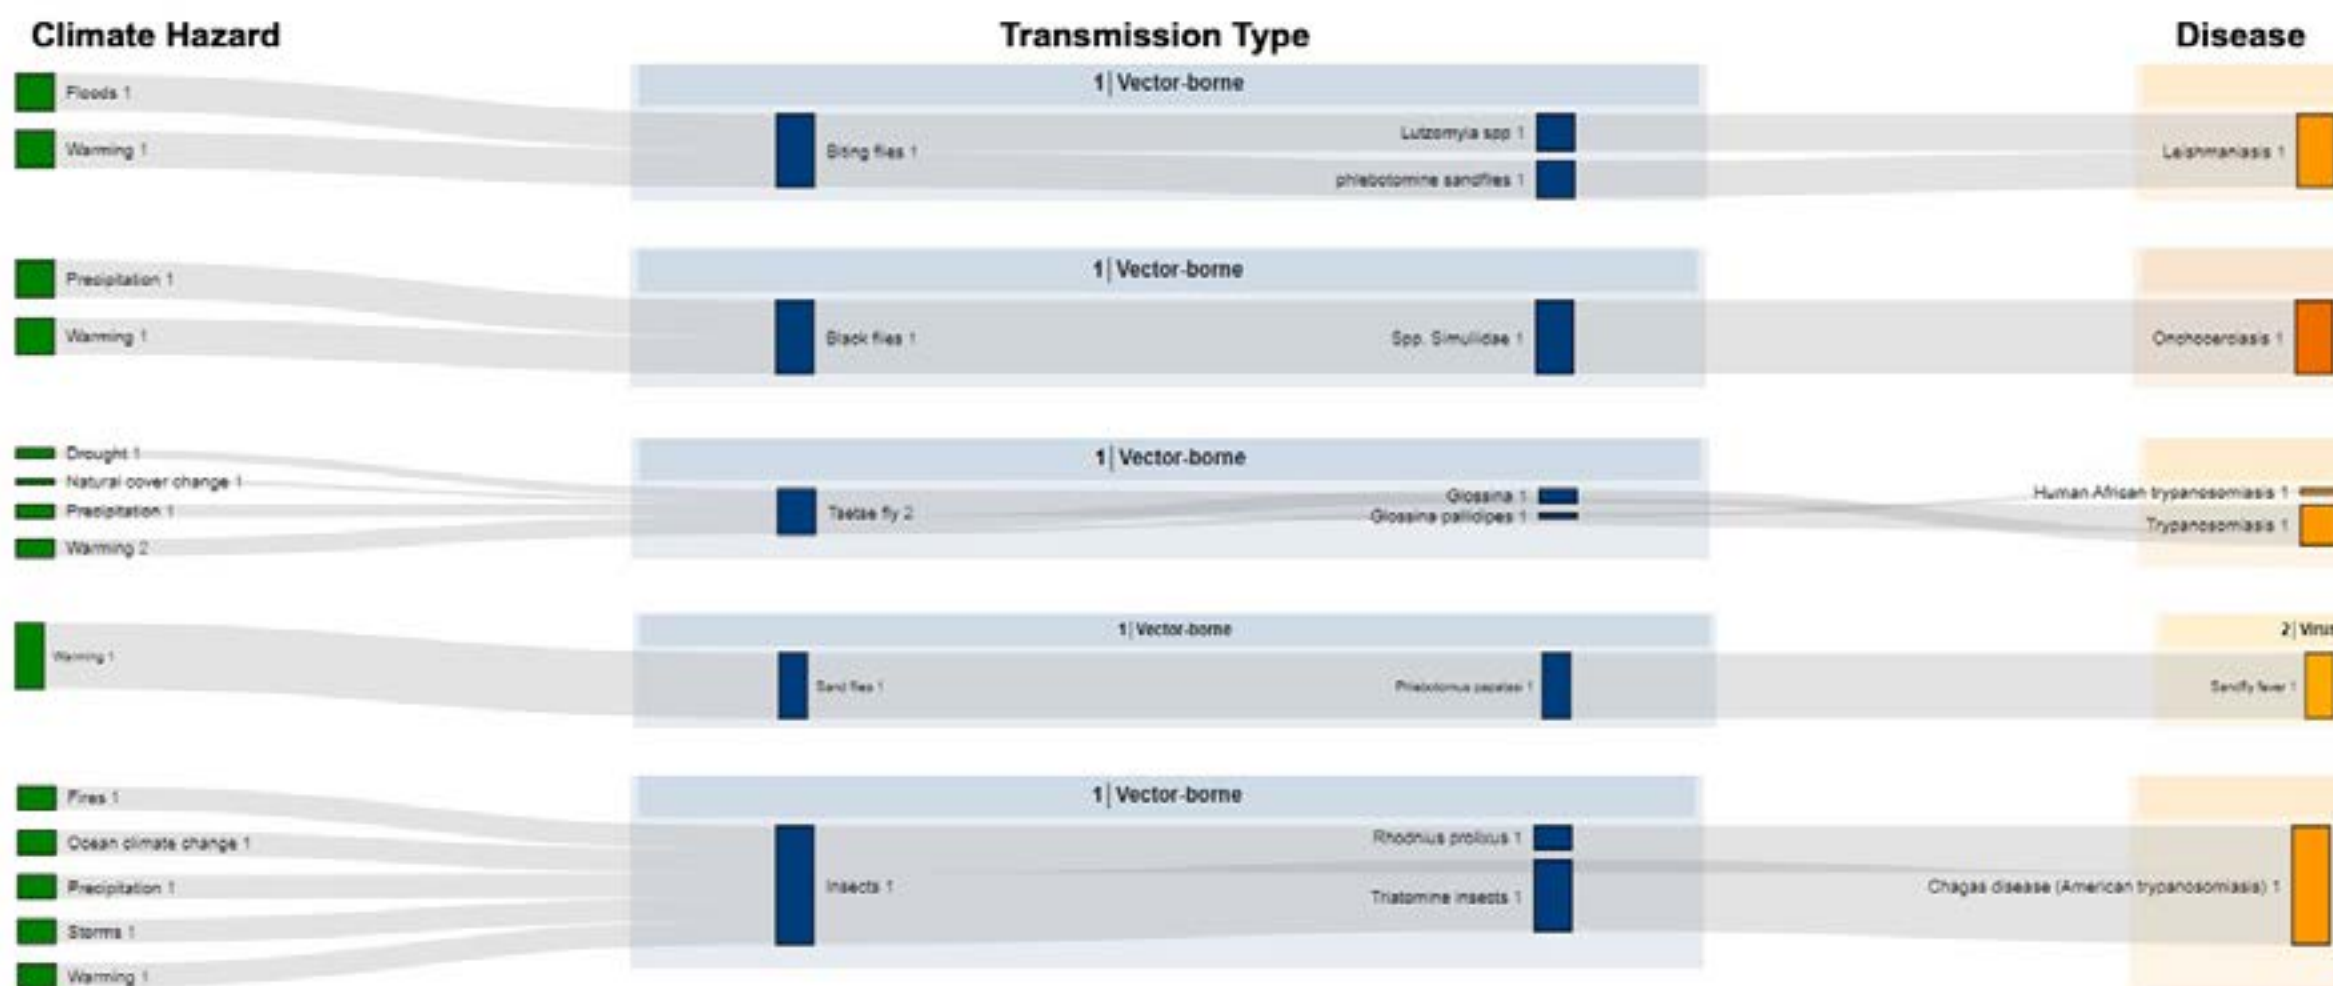 Climate Hazard
Transmission Type
Disease
1| Vector-borne
Floods 1
Warming 1
Biting flies 1
Lutzomyia spp 1
phlebotomine sandflies 1
Leishmaniasis 1
1| Vector-borne
Precipitation 1
Warming 1
Black flies 1
Spp. Simuliidae 1
Onchocerciasis 1
1| Vector-borne
Drought 1
Natural cover change 1
Precipitation 1
Warming 2
Tsetse fly 2
Glossina 1
Glossina pallidipes 1
Human African trypanosomiasis 1
Trypanosomiasis 1
1| Vector-borne
2| Virus
Warming 1
Sand flies 1
Phlebotomus papatasi 1
Sandfly fever 1
1| Vector-borne
Fires 1
Ocean climate change 1
Precipitation 1
Storms 1
Warming 1
Insects 1
Rhodnius prolixus 1
Triatomine insects 1
Chagas disease (American trypanosomiasis) 1